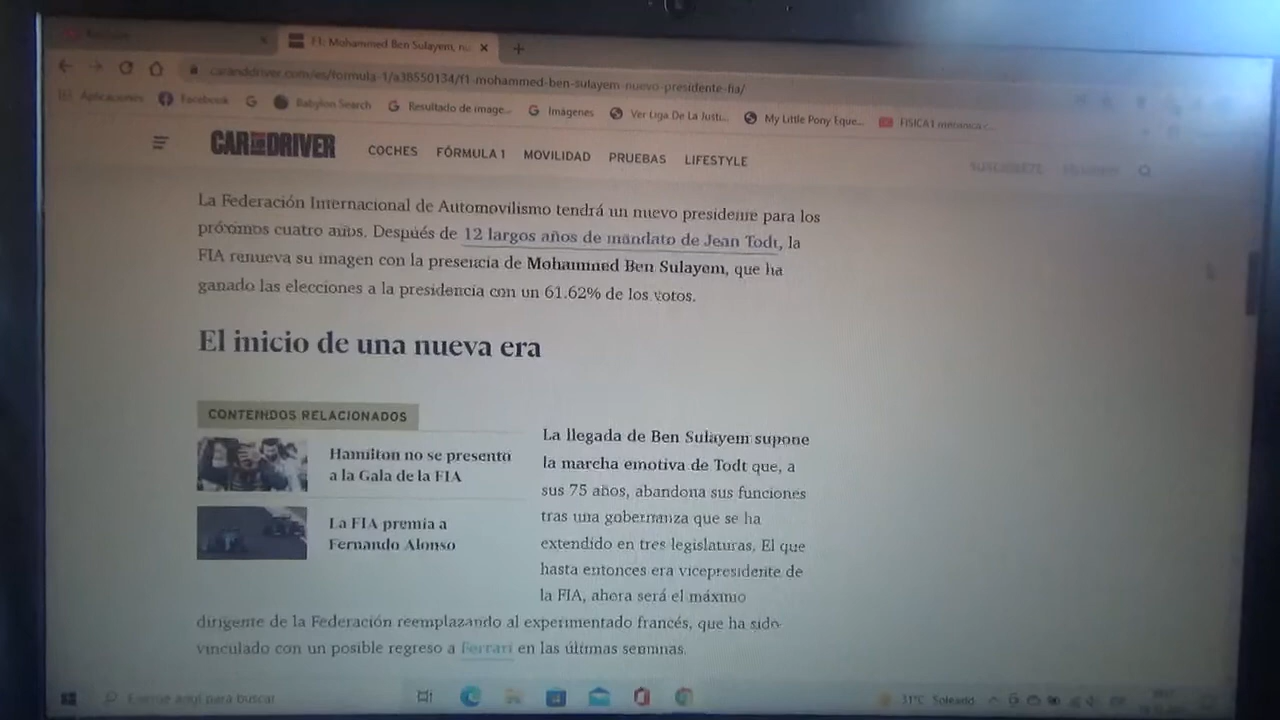 YouTube
F1: Mohammed Ben Sulayem, nu...
caranddriver.com/es/formula-1/a38550134/f1-mohammed-ben-sulayem-nuevo-presidente-fia/
Aplicaciones Facebook Babylon Search Resultado de image... Imágenes Ver Liga De La Justi... My Little Pony Eque... FISICA1 mecanica c...
CAR AND DRIVER COCHES FÓRMULA 1 MOVILIDAD PRUEBAS LIFESTYLE
SUSCRÍBETE
La Federación Internacional de Automovilismo tendrá un nuevo presidente para los
próximos cuatro años. Después de 12 largos años de mandato de Jean Todt, la
FIA renueva su imagen con la presencia de Mohammed Ben Sulayem, que ha
ganado las elecciones a la presidencia con un 61.62% de los votos.
El inicio de una nueva era
CONTENIDOS RELACIONADOS
Hamilton no se presentó
a la Gala de la FIA
La FIA premia a
Fernando Alonso
La llegada de Ben Sulayem supone
la marcha emotiva de Todt que, a
sus 75 años, abandona sus funciones
tras una gobernanza que se ha
extendido en tres legislaturas. El que
hasta entonces era vicepresidente de
la FIA, ahora será el máximo
dirigente de la Federación reemplazando al experimentado francés, que ha sido
vinculado con un posible regreso a Ferrari en las últimas semanas.
Escribe aquí para buscar
31°C Soleado